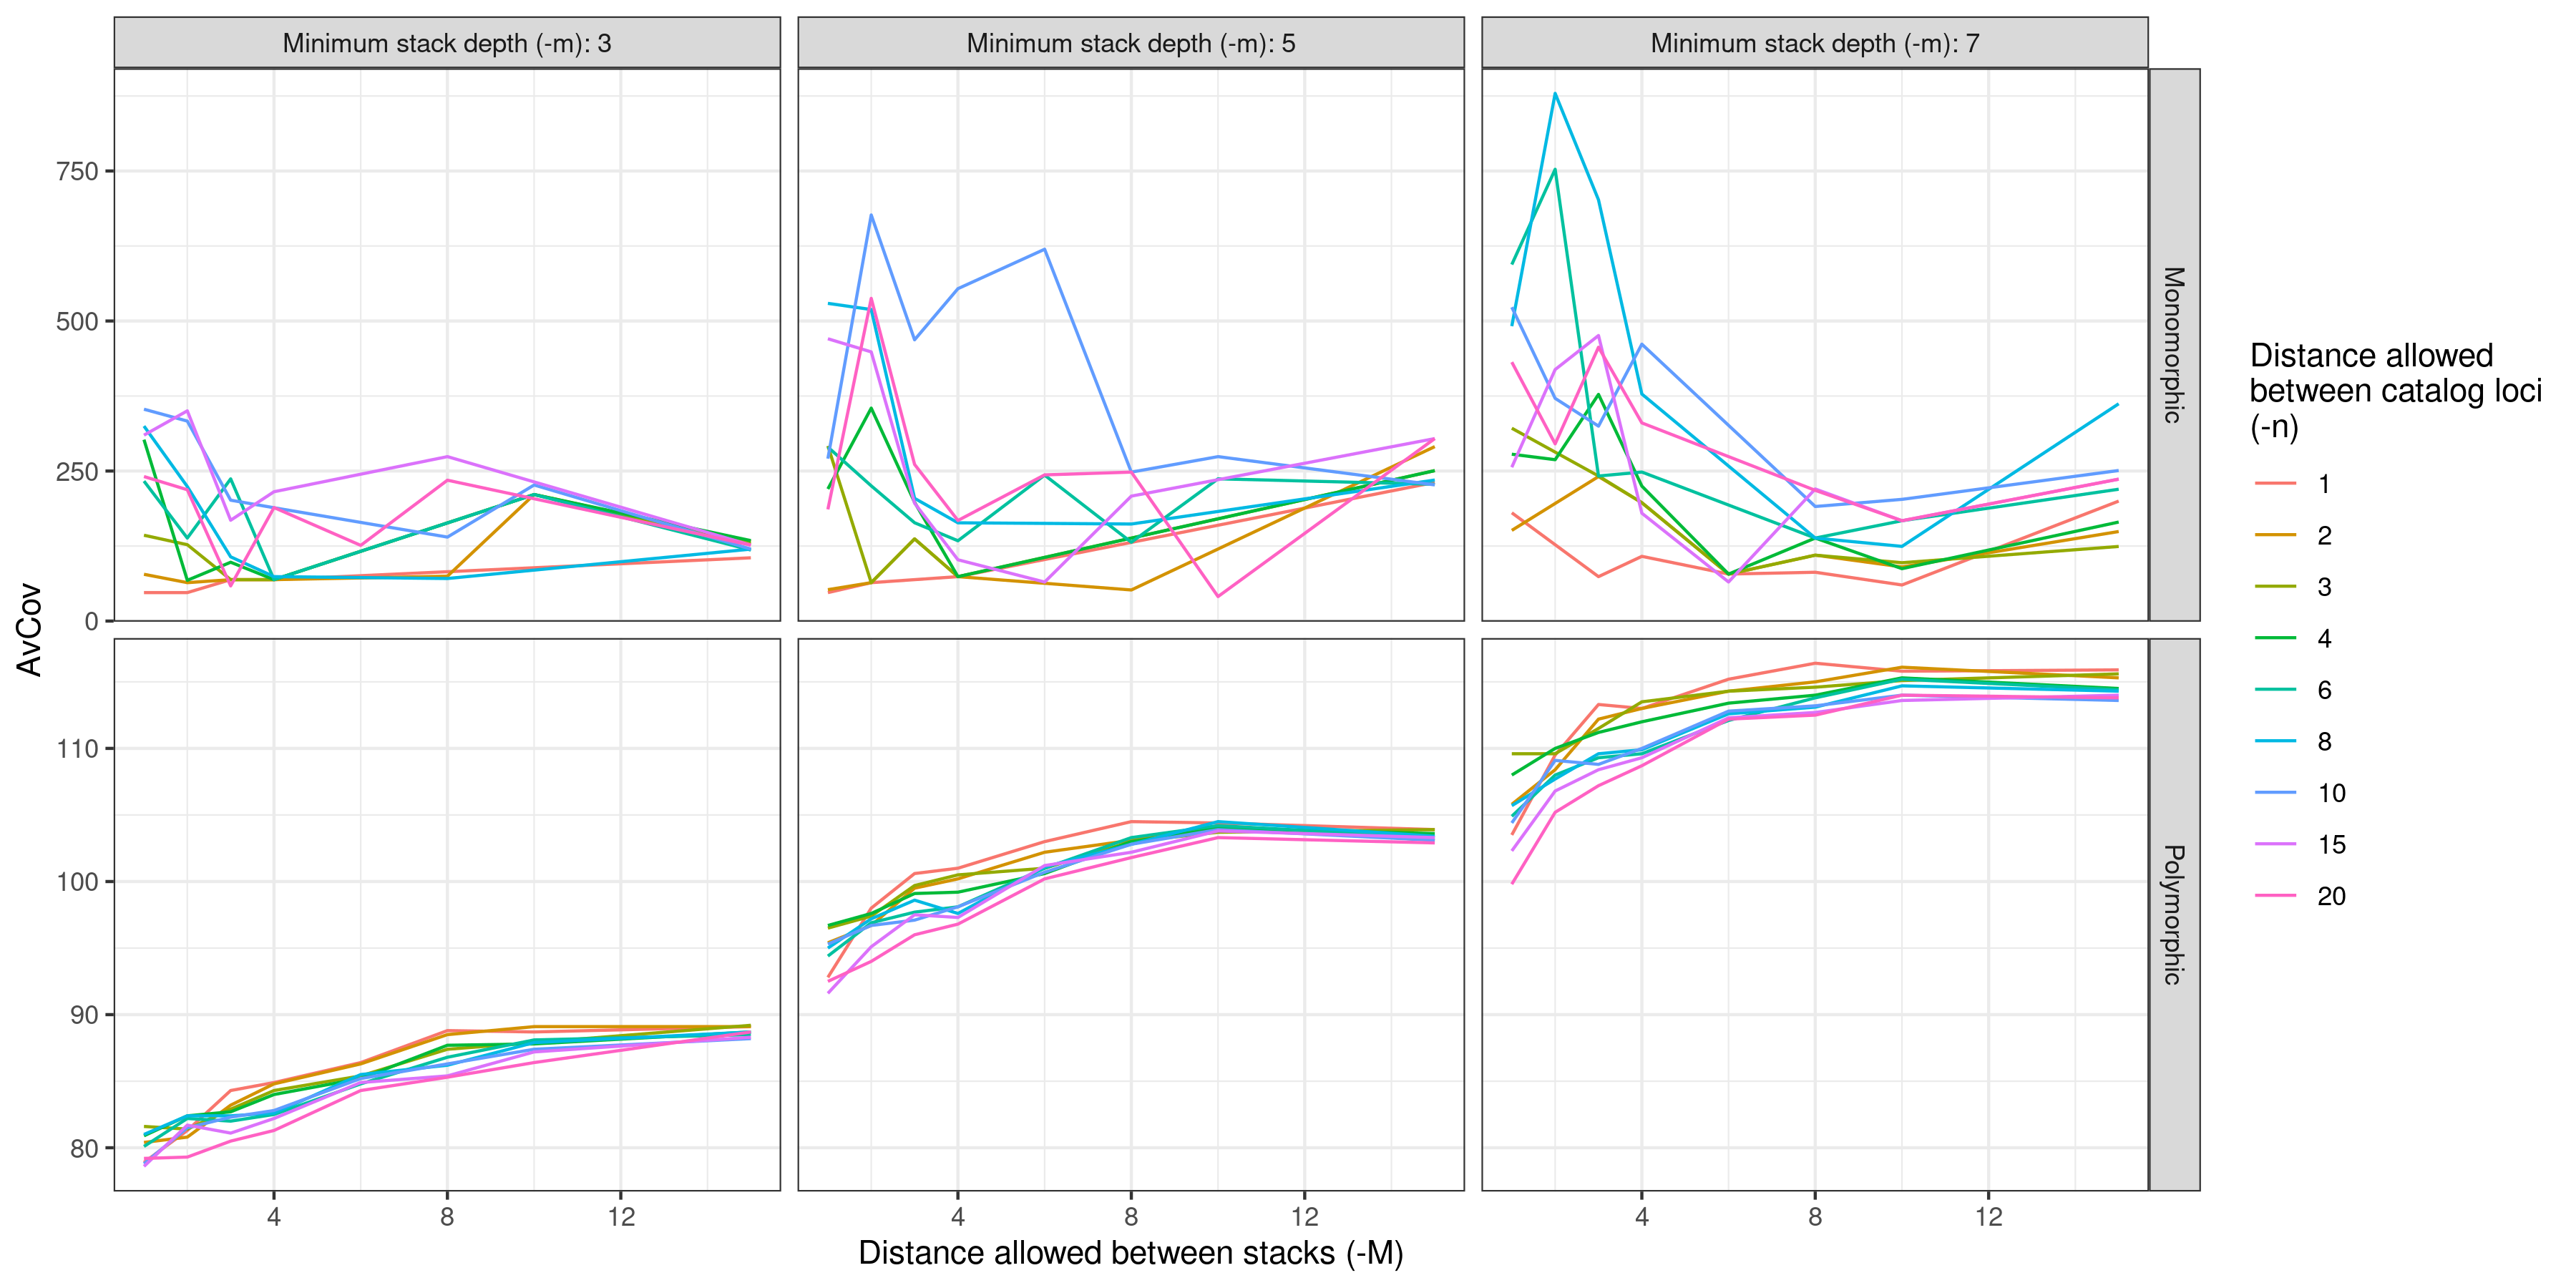 Minimum stack depth (-m): 3
Minimum stack depth (-m): 5
Minimum stack depth (-m): 7
750
500
250
0
Monomorphic
AvCov
110
100
90
80
Polymorphic
4
8
12
4
8
12
4
8
12
Distance allowed between stacks (-M)
Distance allowed
between catalog loci
(-n)
1
2
3
4
6
8
10
15
20